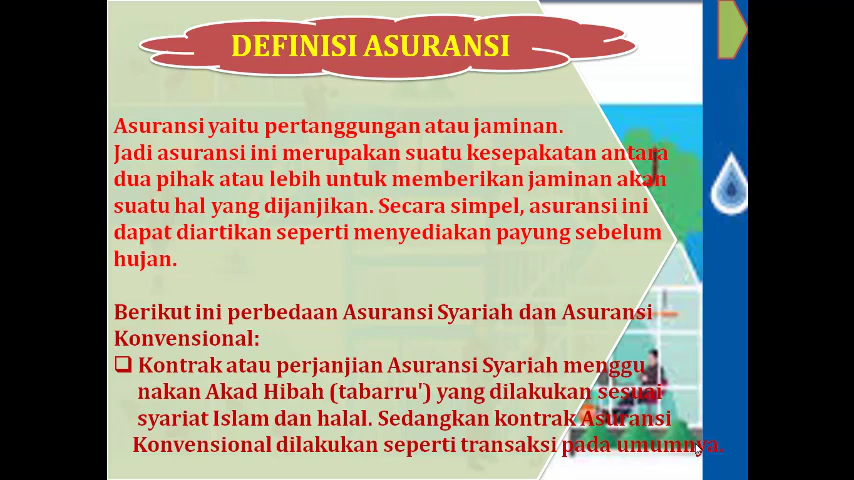 DEFINISI ASURANSI
Asuransi yaitu pertanggungan atau jaminan.
Jadi asuransi ini merupakan suatu kesepakatan antara
dua pihak atau lebih untuk memberikan jaminan akan
suatu hal yang dijanjikan. Secara simpel, asuransi ini
dapat diartikan seperti menyediakan payung sebelum
hujan.
Berikut ini perbedaan Asuransi Syariah dan Asuransi
Konvensional:
❑ Kontrak atau perjanjian Asuransi Syariah menggu
nakan Akad Hibah (tabarru') yang dilakukan sesuai
syariat Islam dan halal. Sedangkan kontrak Asuransi
Konvensional dilakukan seperti transaksi pada umumnya.